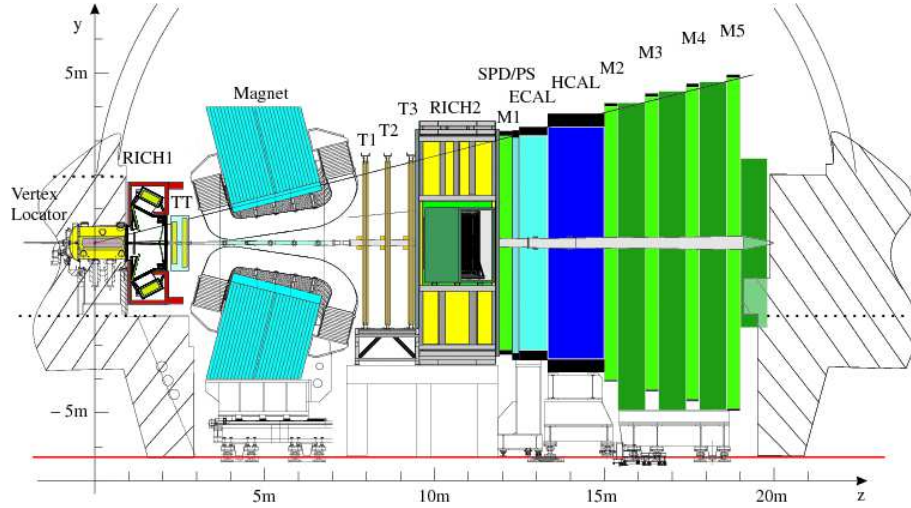 y
5m
Magnet
SPD/PS
ECAL
HCAL
M1
M2
M3
M4
M5
T1
T2
T3
RICH2
RICH1
TT
Vertex
Locator
− 5m
5m
10m
15m
20m
z